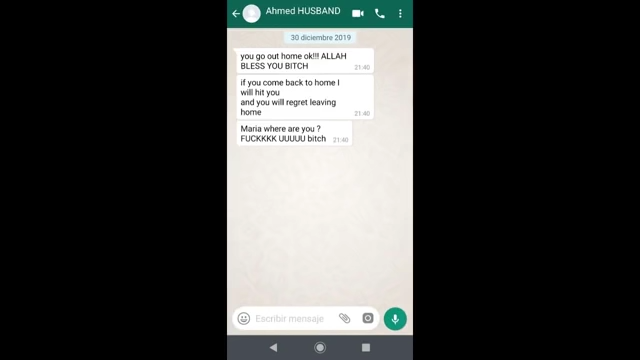 Ahmed HUSBAND
30 diciembre 2019
you go out home ok!!! ALLAH
BLESS YOU BITCH
21:40
if you come back to home I
will hit you
and you will regret leaving
home
21:40
Maria where are you ?
FUCKKKK UUUUU bitch
21:40
Escribir mensaje